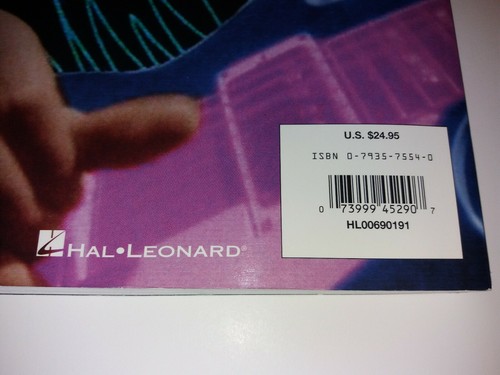 U.S. $24.95
ISBN 0-7935-7554-0
0 73999 45290 7
HL00690191
HAL•LEONARD®